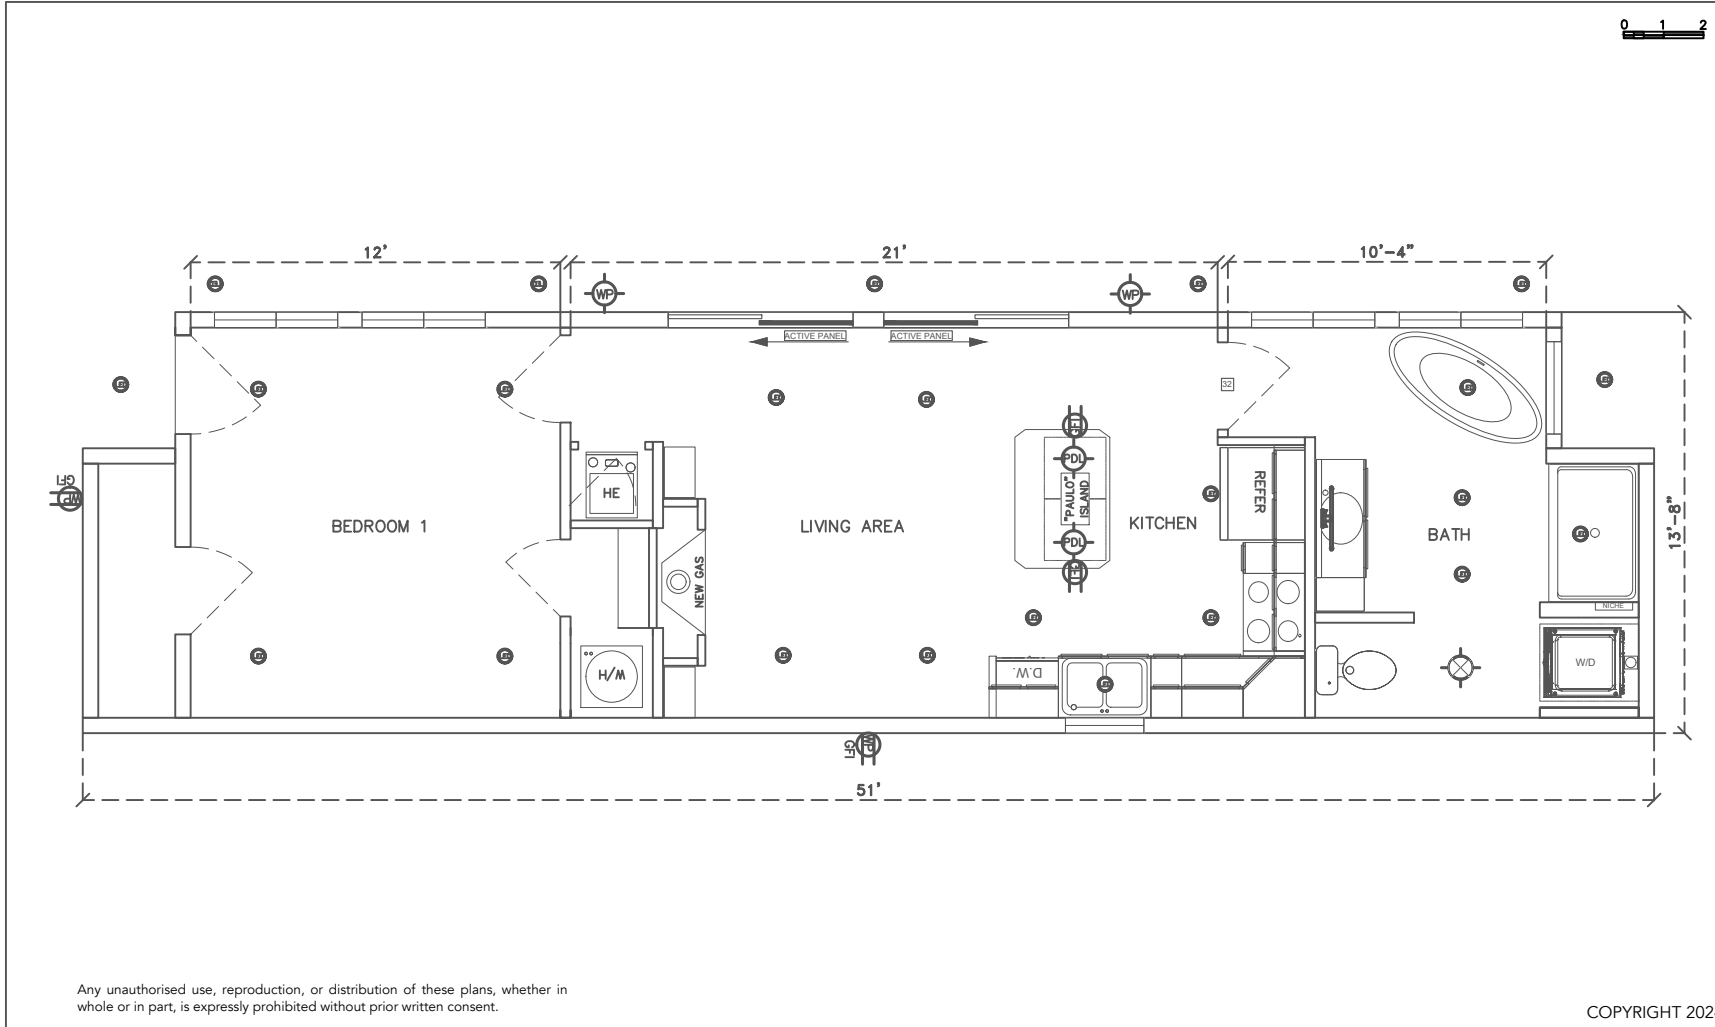 0 1 2
12'
21'
10'-4"
WP
WP
ACTIVE PANEL
ACTIVE PANEL
32
GFI
WP
HE
BEDROOM 1
LIVING AREA
NEW GAS
GFI
PDL
"PAULO"
ISLAND
PDL
GFI
KITCHEN
REFER
BATH
13'-8"
NICHE
W/D
H/W
D.W.
WP
GFI
51'
Any unauthorised use, reproduction, or distribution of these plans, whether in
whole or in part, is expressly prohibited without prior written consent.
COPYRIGHT 202